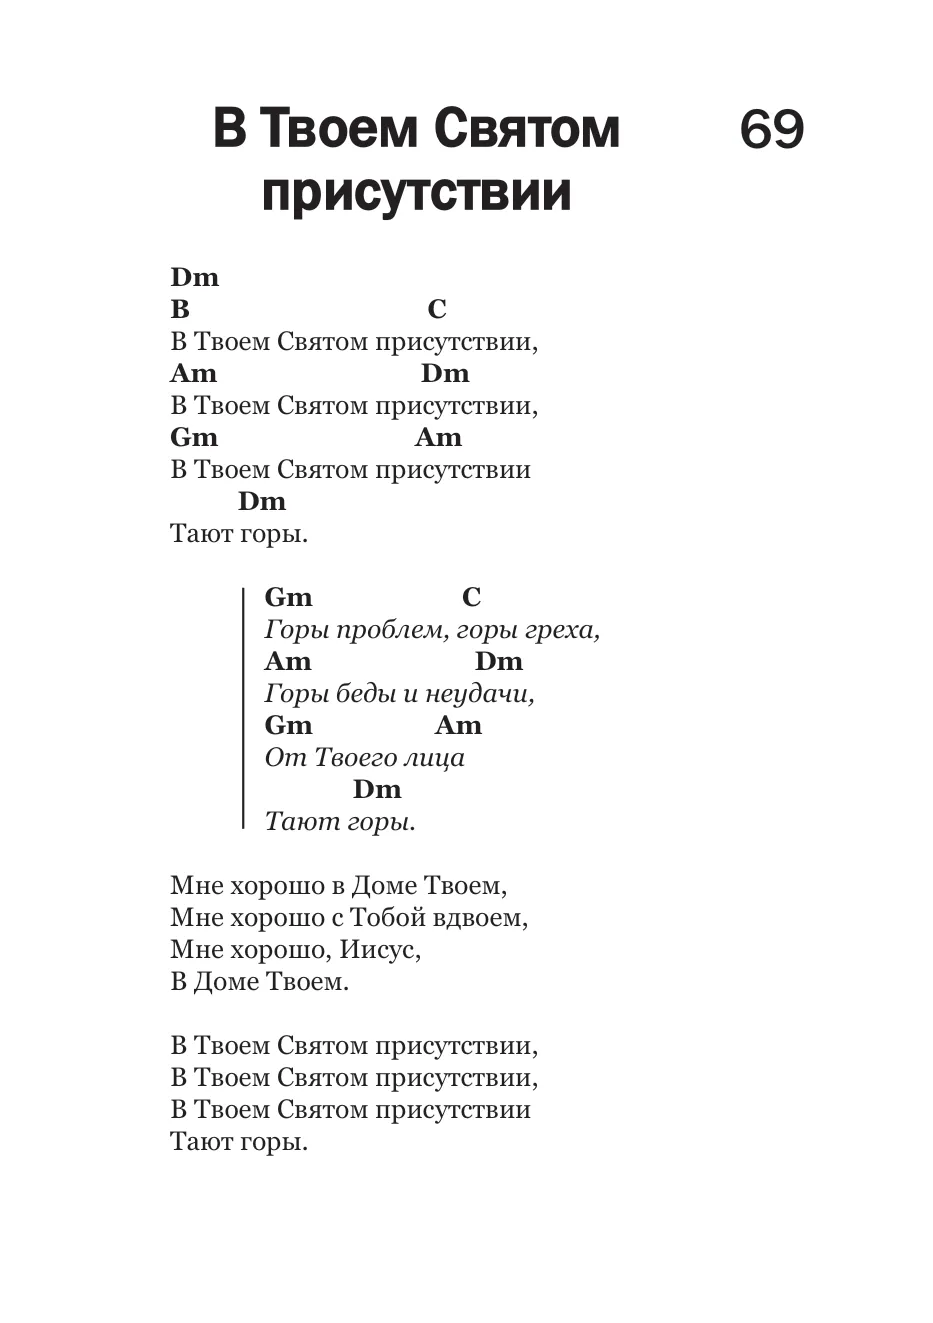 В Твоем Святом 69
присутствии
Dm
B C
В Твоем Святом присутствии,
Am Dm
В Твоем Святом присутствии,
Gm Am
В Твоем Святом присутствии
Dm
Тают горы.
Gm C
Горы проблем, горы греха,
Am Dm
Горы беды и неудачи,
Gm Am
От Твоего лица
Dm
Тают горы.
Мне хорошо в Доме Твоем,
Мне хорошо с Тобой вдвоем,
Мне хорошо, Иисус,
В Доме Твоем.
В Твоем Святом присутствии,
В Твоем Святом присутствии,
В Твоем Святом присутствии
Тают горы.